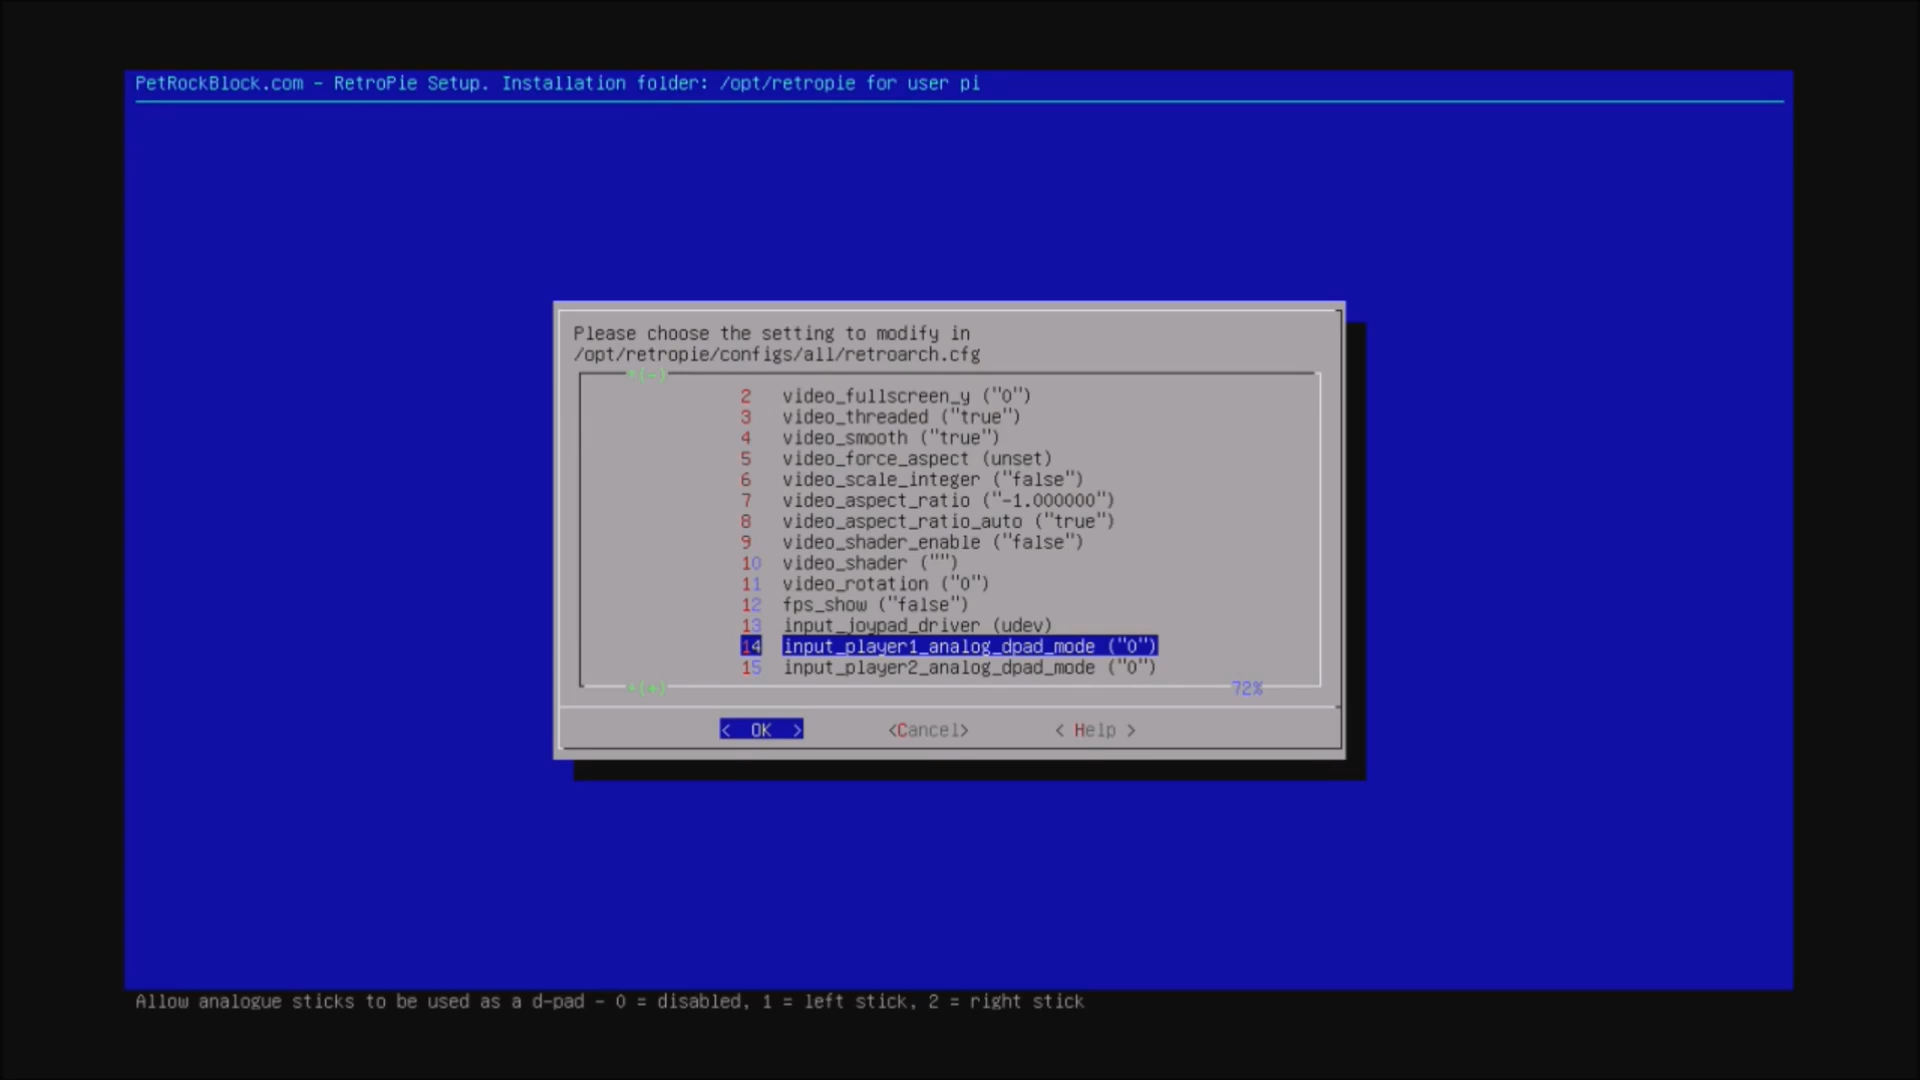 PetRockBlock.com - RetroPie Setup. Installation folder: /opt/retropie for user pi
Please choose the setting to modify in
/opt/retropie/configs/all/retroarch.cfg
*(-)
2 video_fullscreen_y ("0")
3 video_threaded ("true")
4 video_smooth ("true")
5 video_force_aspect (unset)
6 video_scale_integer ("false")
7 video_aspect_ratio ("-1.000000")
8 video_aspect_ratio_auto ("true")
9 video_shader_enable ("false")
10 video_shader ("")
11 video_rotation ("0")
12 fps_show ("false")
13 input_joypad_driver (udev)
14 input_player1_analog_dpad_mode ("0")
15 input_player2_analog_dpad_mode ("0")
*(+) 72%
< OK > <Cancel> < Help >
Allow analogue sticks to be used as a d-pad - 0 = disabled, 1 = left stick, 2 = right stick